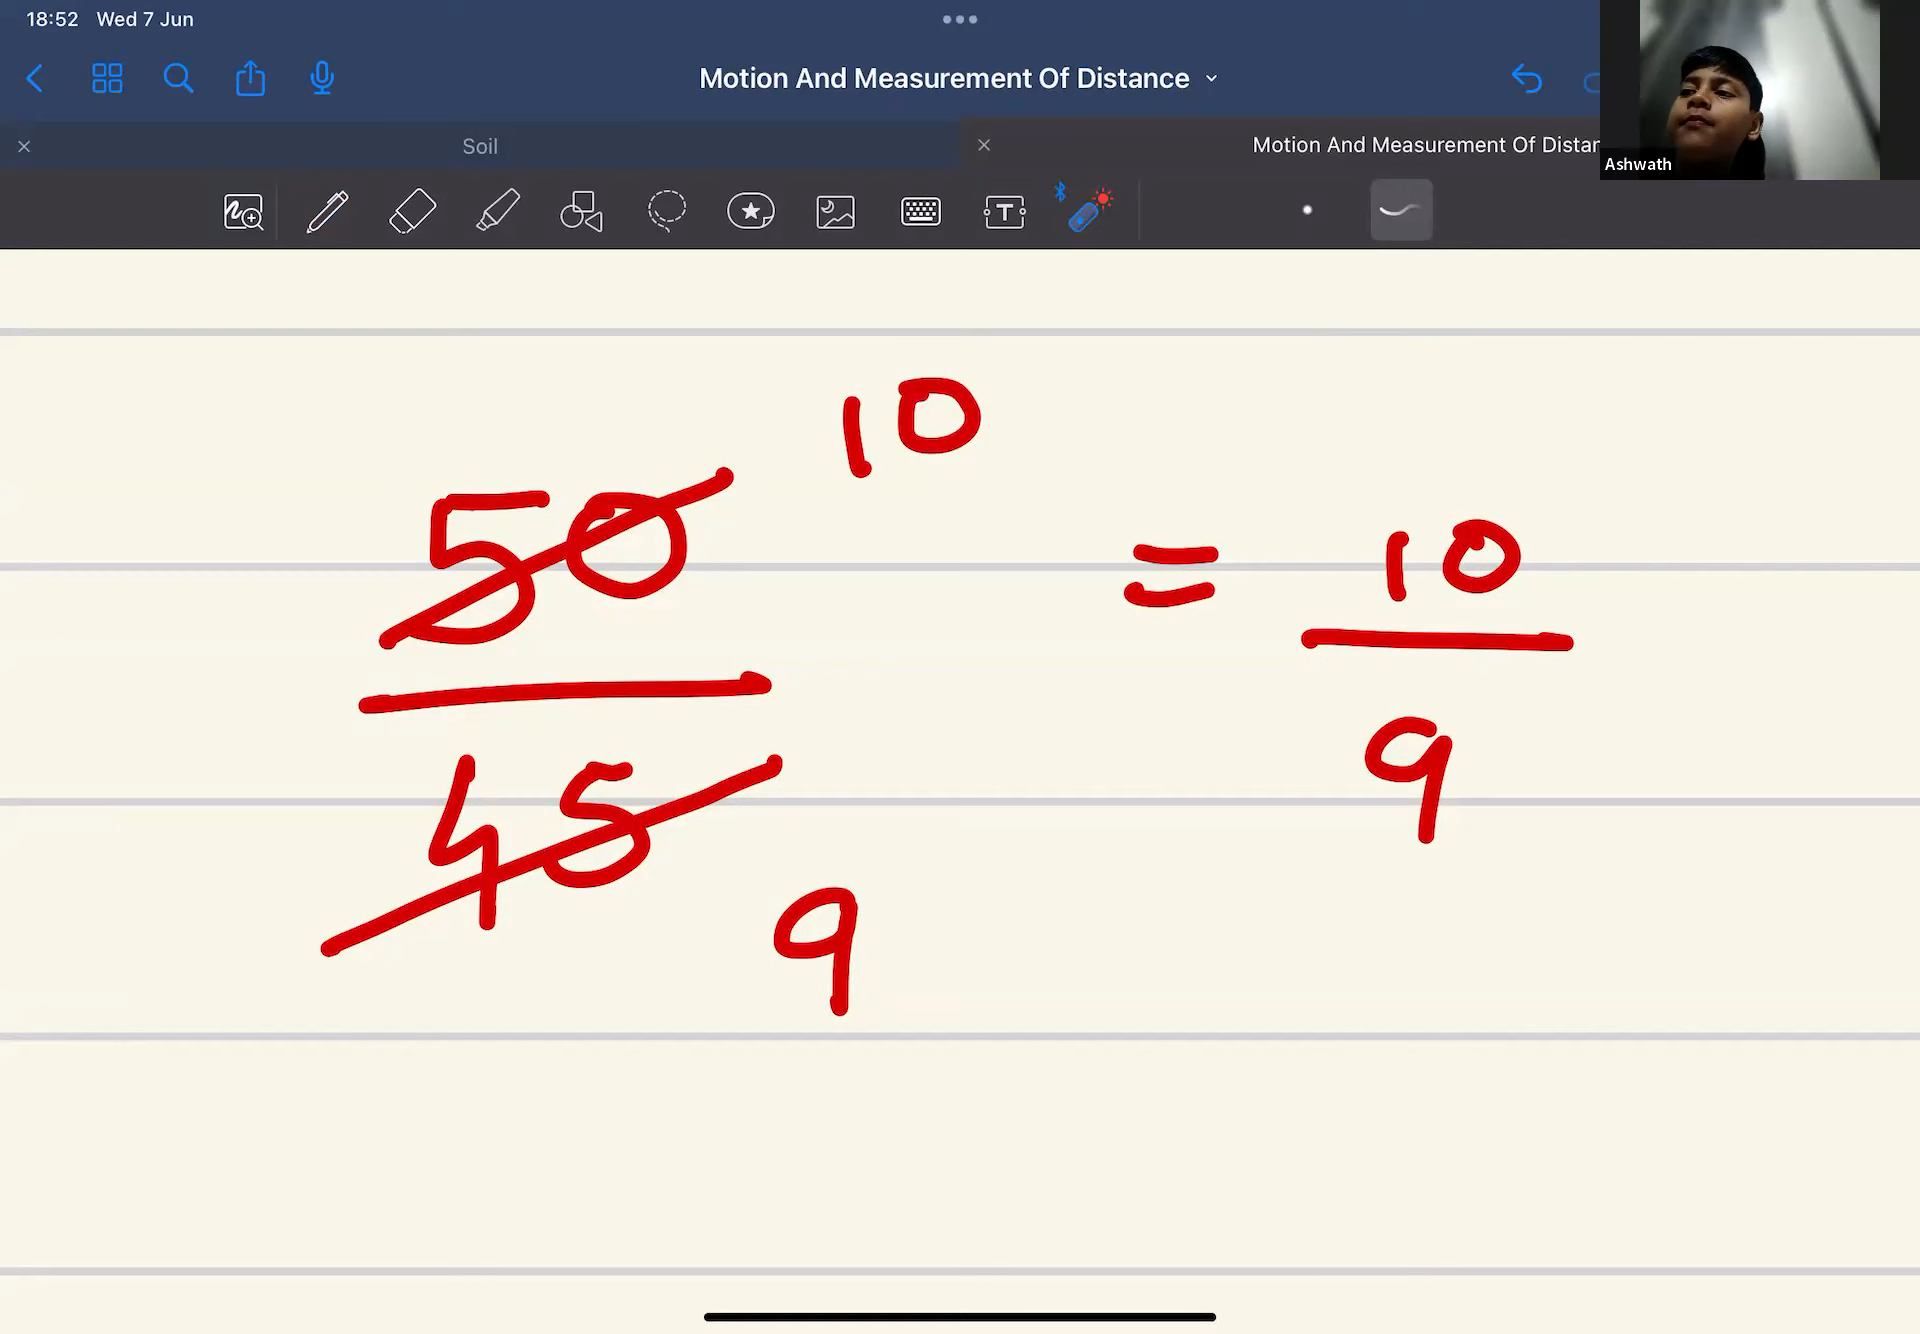 18:52 Wed 7 Jun
Motion And Measurement Of Distance
Soil
Motion And Measurement Of Distan
Ashwath
T
10
50
= 10
45
9
9